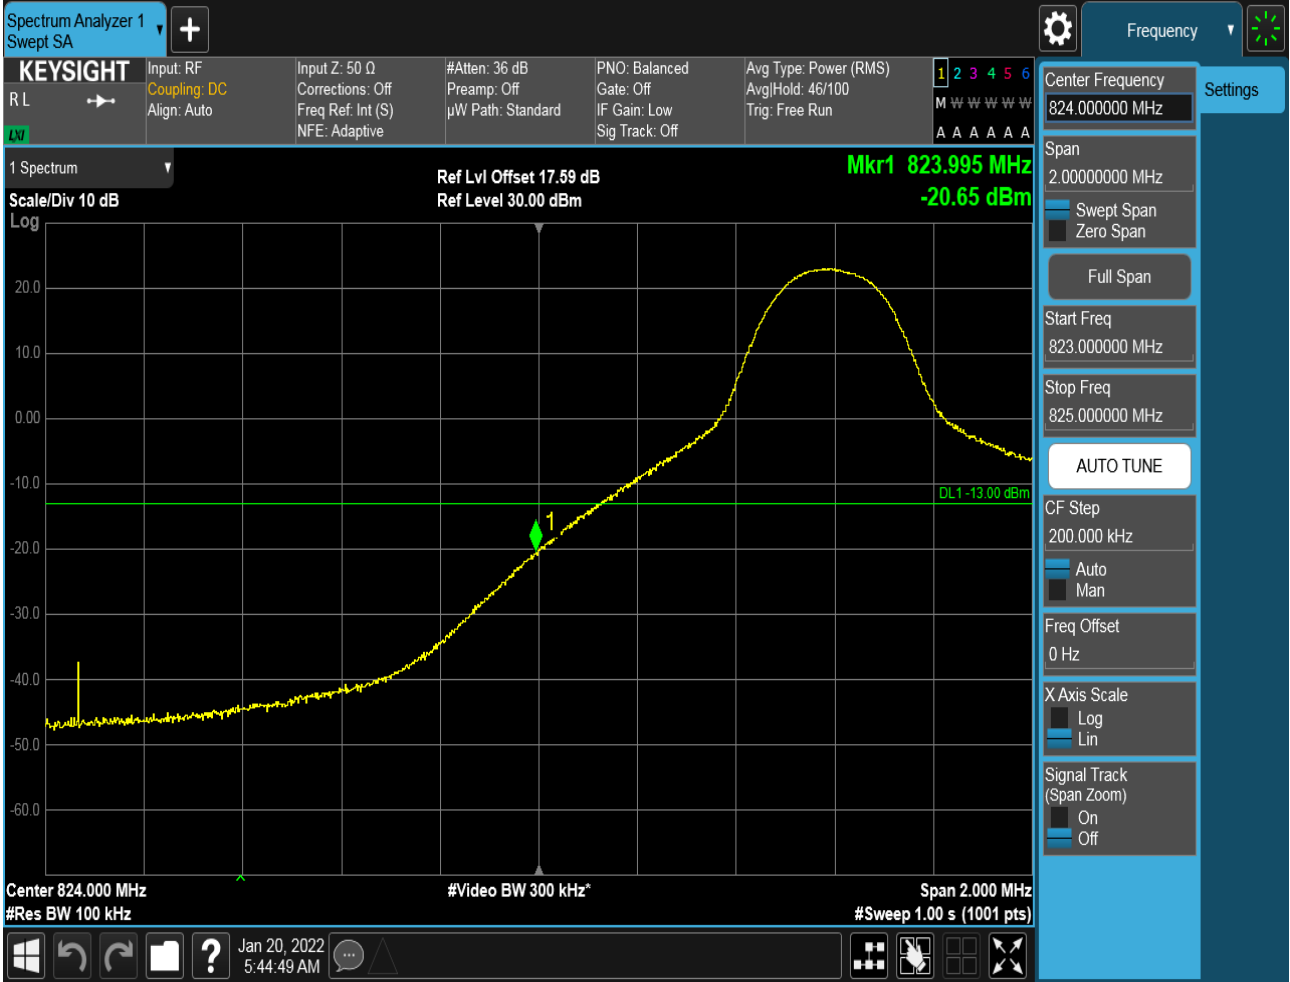 Spectrum Analyzer 1
Swept SA
Frequency
KEYSIGHT
R L
LXI
Input: RF
Coupling: DC
Align: Auto
Input Z: 50 Ω
Corrections: Off
Freq Ref: Int (S)
NFE: Adaptive
#Atten: 36 dB
Preamp: Off
µW Path: Standard
PNO: Balanced
Gate: Off
IF Gain: Low
Sig Track: Off
Avg Type: Power (RMS)
Avg|Hold: 46/100
Trig: Free Run
1 2 3 4 5 6
M W W W W W
A A A A A A
1 Spectrum
Scale/Div 10 dB
Log
Ref Lvl Offset 17.59 dB
Ref Level 30.00 dBm
Mkr1 823.995 MHz
-20.65 dBm
20.0
10.0
0.00
-10.0
-20.0
-30.0
-40.0
-50.0
-60.0
DL1 -13.00 dBm
1
Center 824.000 MHz
#Res BW 100 kHz
#Video BW 300 kHz*
Span 2.000 MHz
#Sweep 1.00 s (1001 pts)
Jan 20, 2022
5:44:49 AM
Settings
Center Frequency
824.000000 MHz
Span
2.00000000 MHz
Swept Span
Zero Span
Full Span
Start Freq
823.000000 MHz
Stop Freq
825.000000 MHz
AUTO TUNE
CF Step
200.000 kHz
Auto
Man
Freq Offset
0 Hz
X Axis Scale
Log
Lin
Signal Track
(Span Zoom)
On
Off